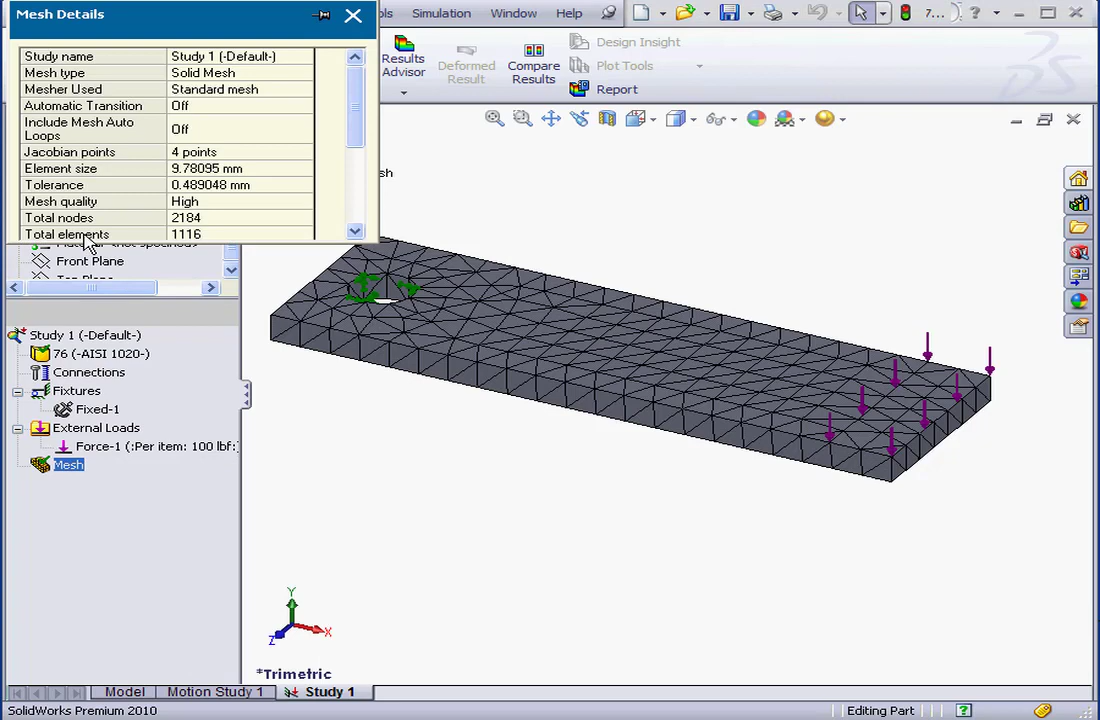 Mesh Details
Tools Simulation Window Help
7... ?
Study name Study 1 (-Default-)
Mesh type Solid Mesh
Mesher Used Standard mesh
Automatic Transition Off
Include Mesh Auto Loops Off
Jacobian points 4 points
Element size 9.78095 mm
Tolerance 0.489048 mm
Mesh quality High
Total nodes 2184
Total elements 1116
Results Advisor
Deformed Result
Compare Results
Design Insight
Plot Tools
Report
sh
Front Plane
Study 1 (-Default-)
76 (-AISI 1020-)
Connections
Fixtures
Fixed-1
External Loads
Force-1 (:Per item: 100 lbf:)
Mesh
Y
X
Z
*Trimetric
Model Motion Study 1 Study 1
SolidWorks Premium 2010 Editing Part ?